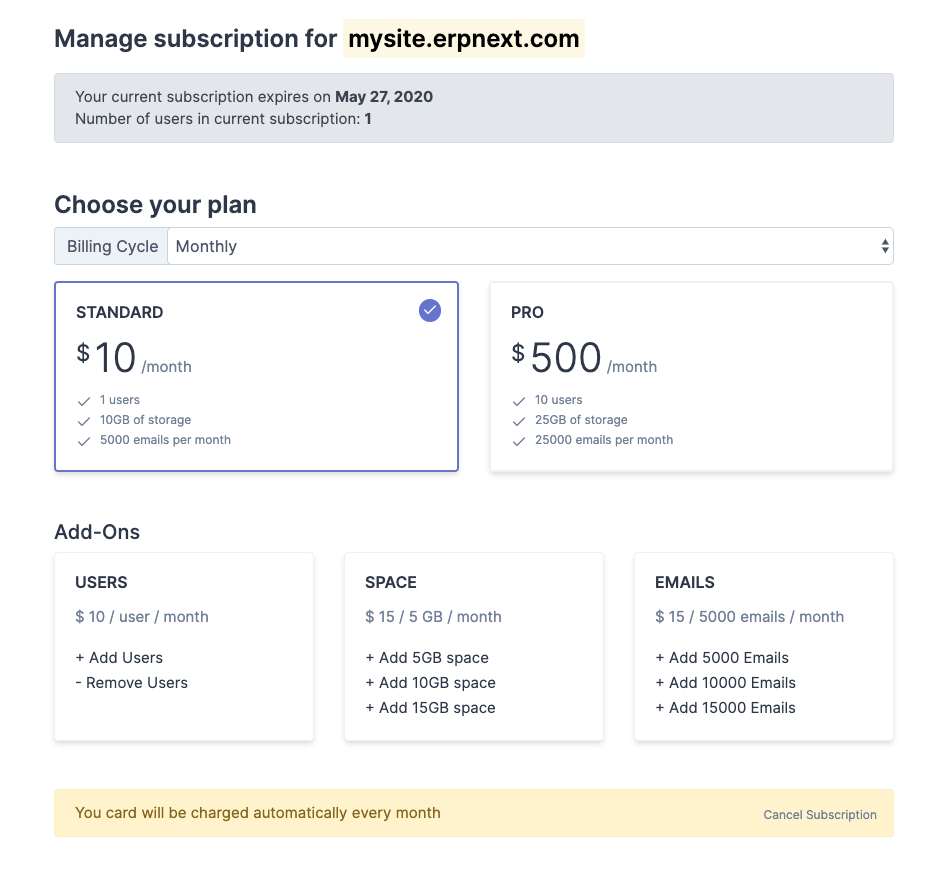 Manage subscription for mysite.erpnext.com
Your current subscription expires on May 27, 2020
Number of users in current subscription: 1
Choose your plan
Billing Cycle Monthly
STANDARD
$10 /month
1 users
10GB of storage
5000 emails per month
PRO
$500 /month
10 users
25GB of storage
25000 emails per month
Add-Ons
USERS
$ 10 / user / month
+ Add Users
- Remove Users
SPACE
$ 15 / 5 GB / month
+ Add 5GB space
+ Add 10GB space
+ Add 15GB space
EMAILS
$ 15 / 5000 emails / month
+ Add 5000 Emails
+ Add 10000 Emails
+ Add 15000 Emails
You card will be charged automatically every month
Cancel Subscription